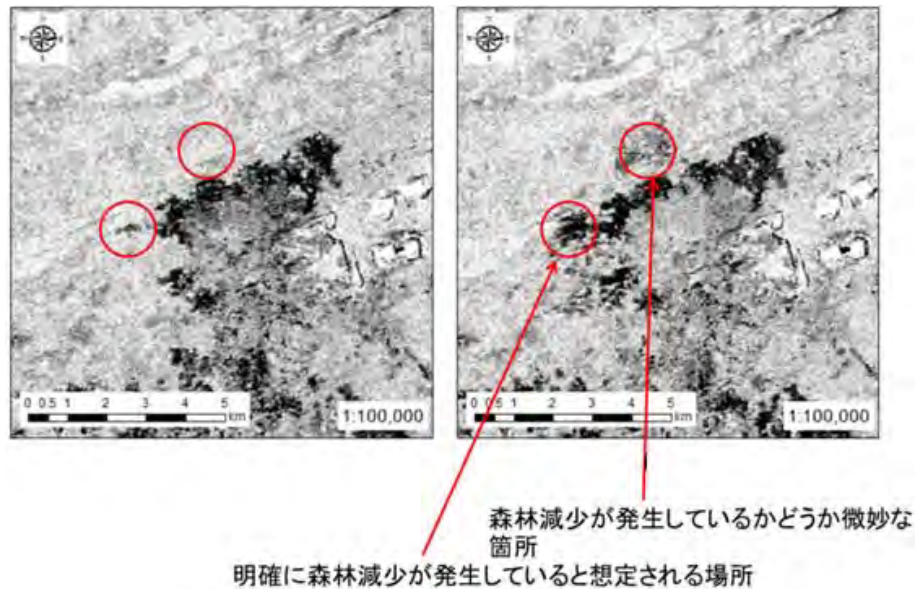 0 0.5 1 2 3 4 5
km
1:100,000
0 0.5 1 2 3 4 5
km
1:100,000
森林減少が発生しているかどうか微妙な
箇所
明確に森林減少が発生していると想定される場所